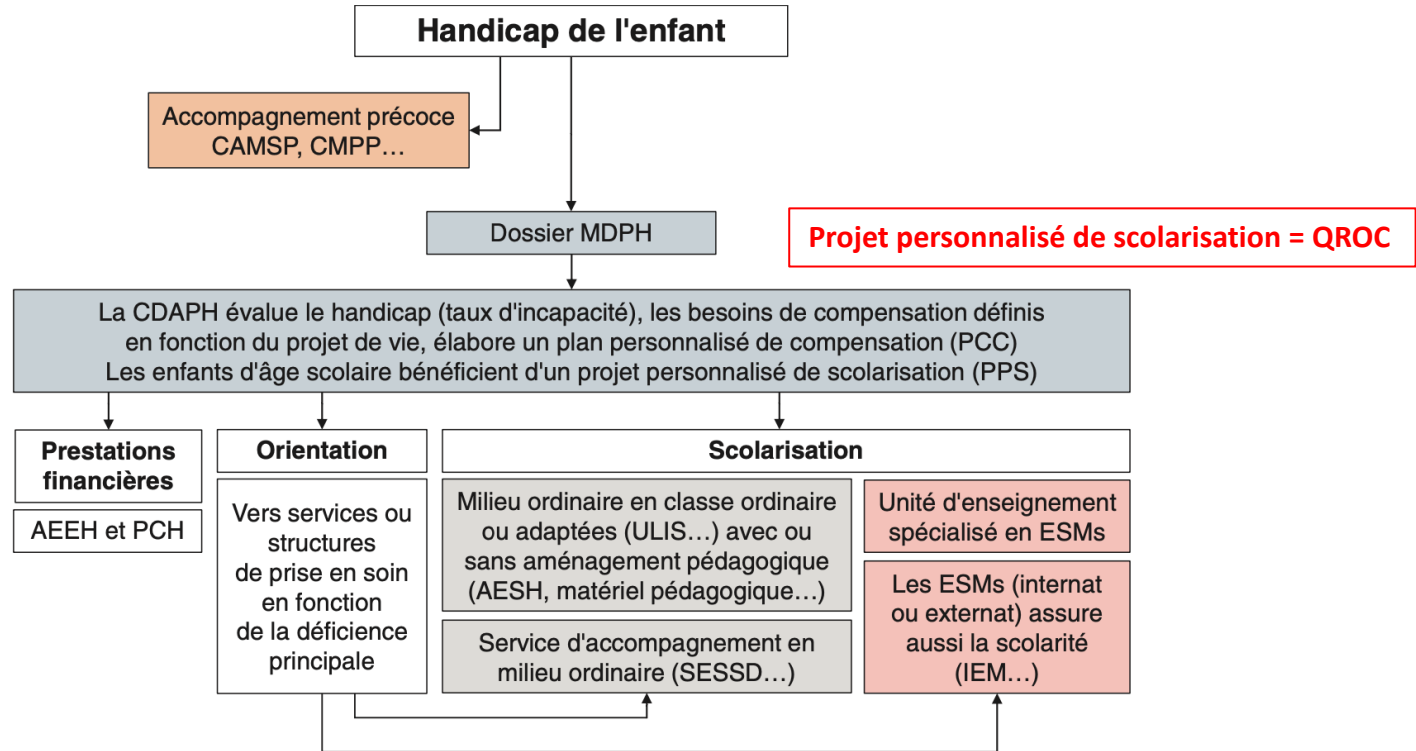 Handicap de l'enfant
Accompagnement précoce
CAMSP, CMPP…
Dossier MDPH
Projet personnalisé de scolarisation = QROC
La CDAPH évalue le handicap (taux d'incapacité), les besoins de compensation définis
en fonction du projet de vie, élabore un plan personnalisé de compensation (PCC)
Les enfants d'âge scolaire bénéficient d'un projet personnalisé de scolarisation (PPS)
Prestations
financières
AEEH et PCH
Orientation
Vers services ou
structures
de prise en soin
en fonction
de la déficience
principale
Scolarisation
Milieu ordinaire en classe ordinaire
ou adaptées (ULIS…) avec ou
sans aménagement pédagogique
(AESH, matériel pédagogique…)
Service d'accompagnement en
milieu ordinaire (SESSD…)
Unité d'enseignement
spécialisé en ESMs
Les ESMs (internat
ou externat) assure
aussi la scolarité
(IEM…)